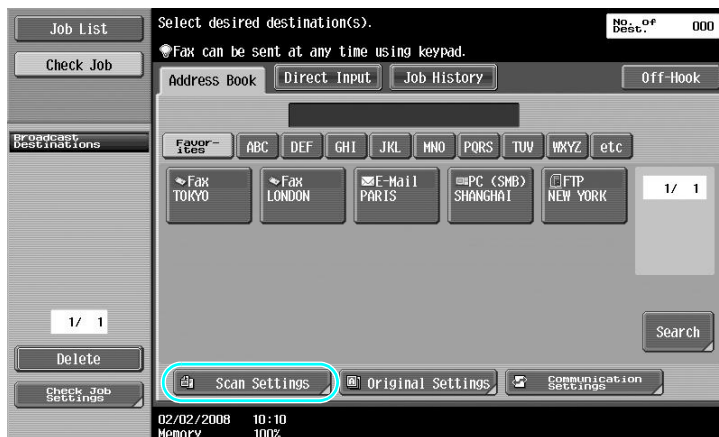 Job List
Check Job
Broadcast
Destinations
1/ 1
Delete
Check Job
Settings
Select desired destination(s).
No. of
Dest.
000
Fax can be sent at any time using keypad.
Address Book
Direct Input
Job History
Off-Hook
Favor-
ites
ABC
DEF
GHI
JKL
MNO
PQRS
TUV
WXYZ
etc
Fax
TOKYO
Fax
LONDON
E-Mail
PARIS
PC (SMB)
SHANGHAI
FTP
NEW YORK
1/ 1
Search
Scan Settings
Original Settings
Communication
Settings
02/02/2008 10:10
Memory 100%